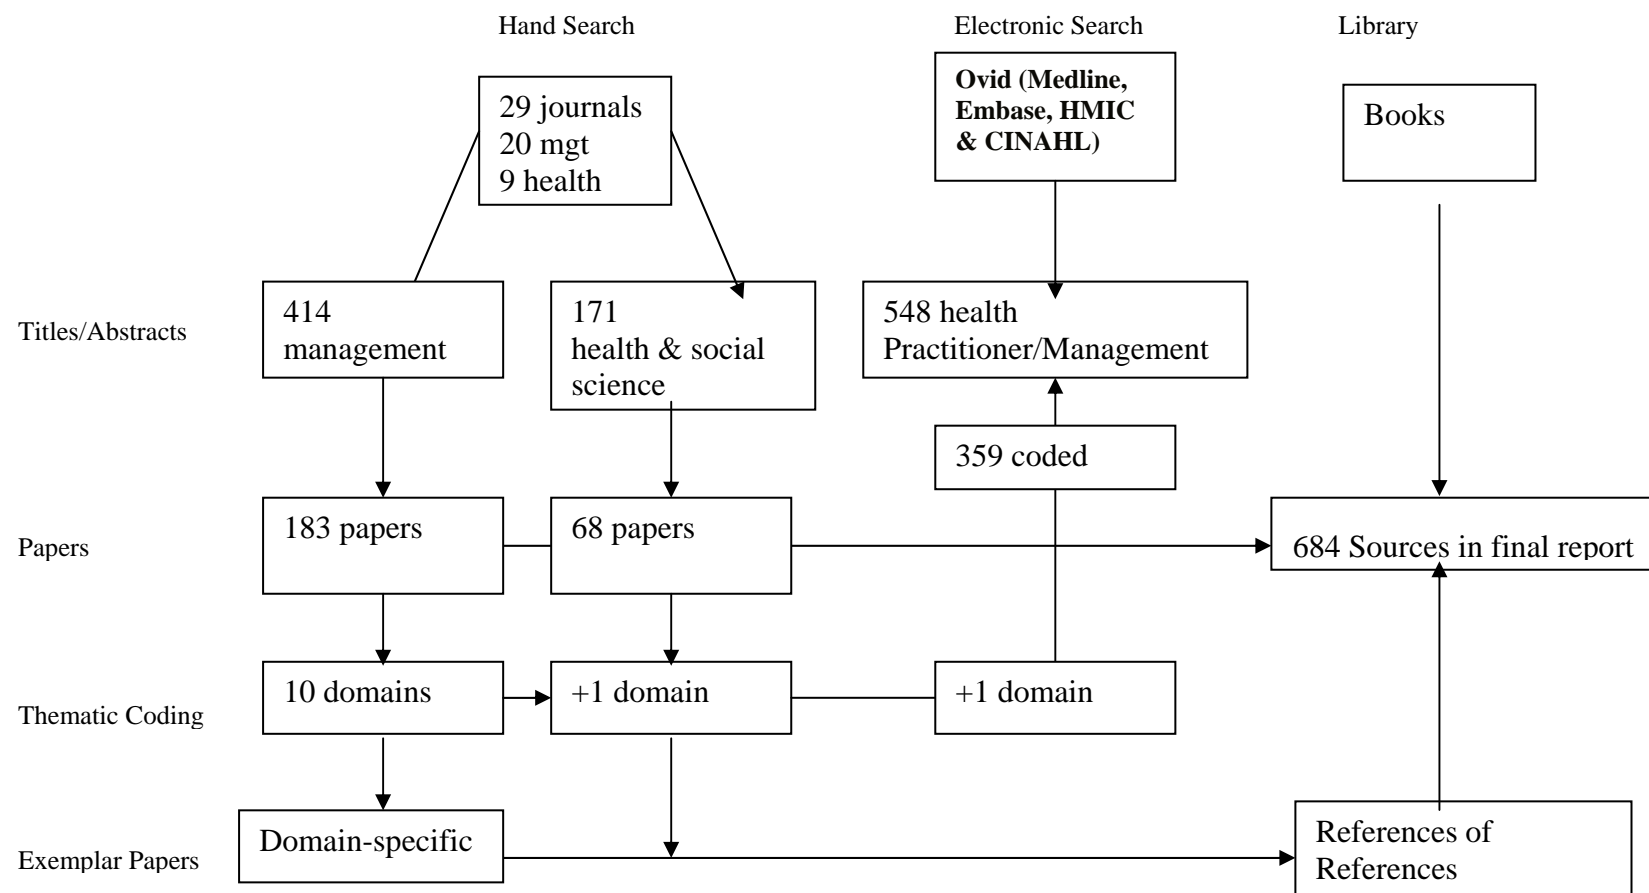 Hand Search
Electronic Search
Library
29 journals
20 mgt
9 health
Ovid (Medline,
Embase, HMIC
& CINAHL)
Books
Titles/Abstracts
414
management
171
health & social
science
548 health
Practitioner/Management
359 coded
Papers
183 papers
68 papers
684 Sources in final report
Thematic Coding
10 domains
+1 domain
+1 domain
Exemplar Papers
Domain-specific
References of
References